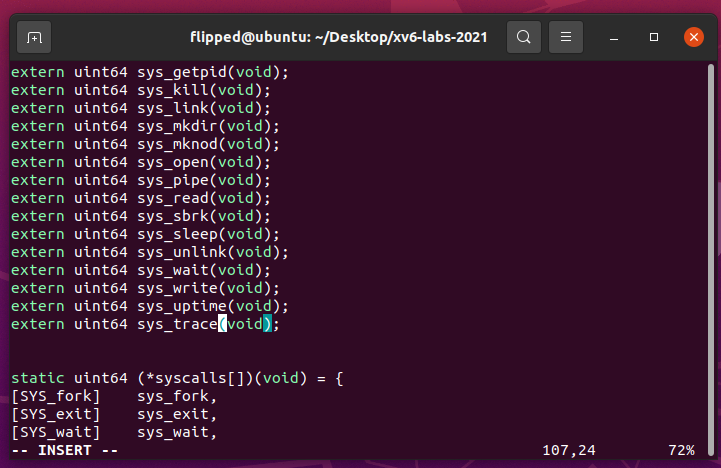 flipped@ubuntu: ~/Desktop/xv6-labs-2021
extern uint64 sys_getpid(void);
extern uint64 sys_kill(void);
extern uint64 sys_link(void);
extern uint64 sys_mkdir(void);
extern uint64 sys_mknod(void);
extern uint64 sys_open(void);
extern uint64 sys_pipe(void);
extern uint64 sys_read(void);
extern uint64 sys_sbrk(void);
extern uint64 sys_sleep(void);
extern uint64 sys_unlink(void);
extern uint64 sys_wait(void);
extern uint64 sys_write(void);
extern uint64 sys_uptime(void);
extern uint64 sys_trace(void);
static uint64 (*syscalls[])(void) = {
[SYS_fork]    sys_fork,
[SYS_exit]    sys_exit,
[SYS_wait]    sys_wait,
-- INSERT -- 107,24 72%